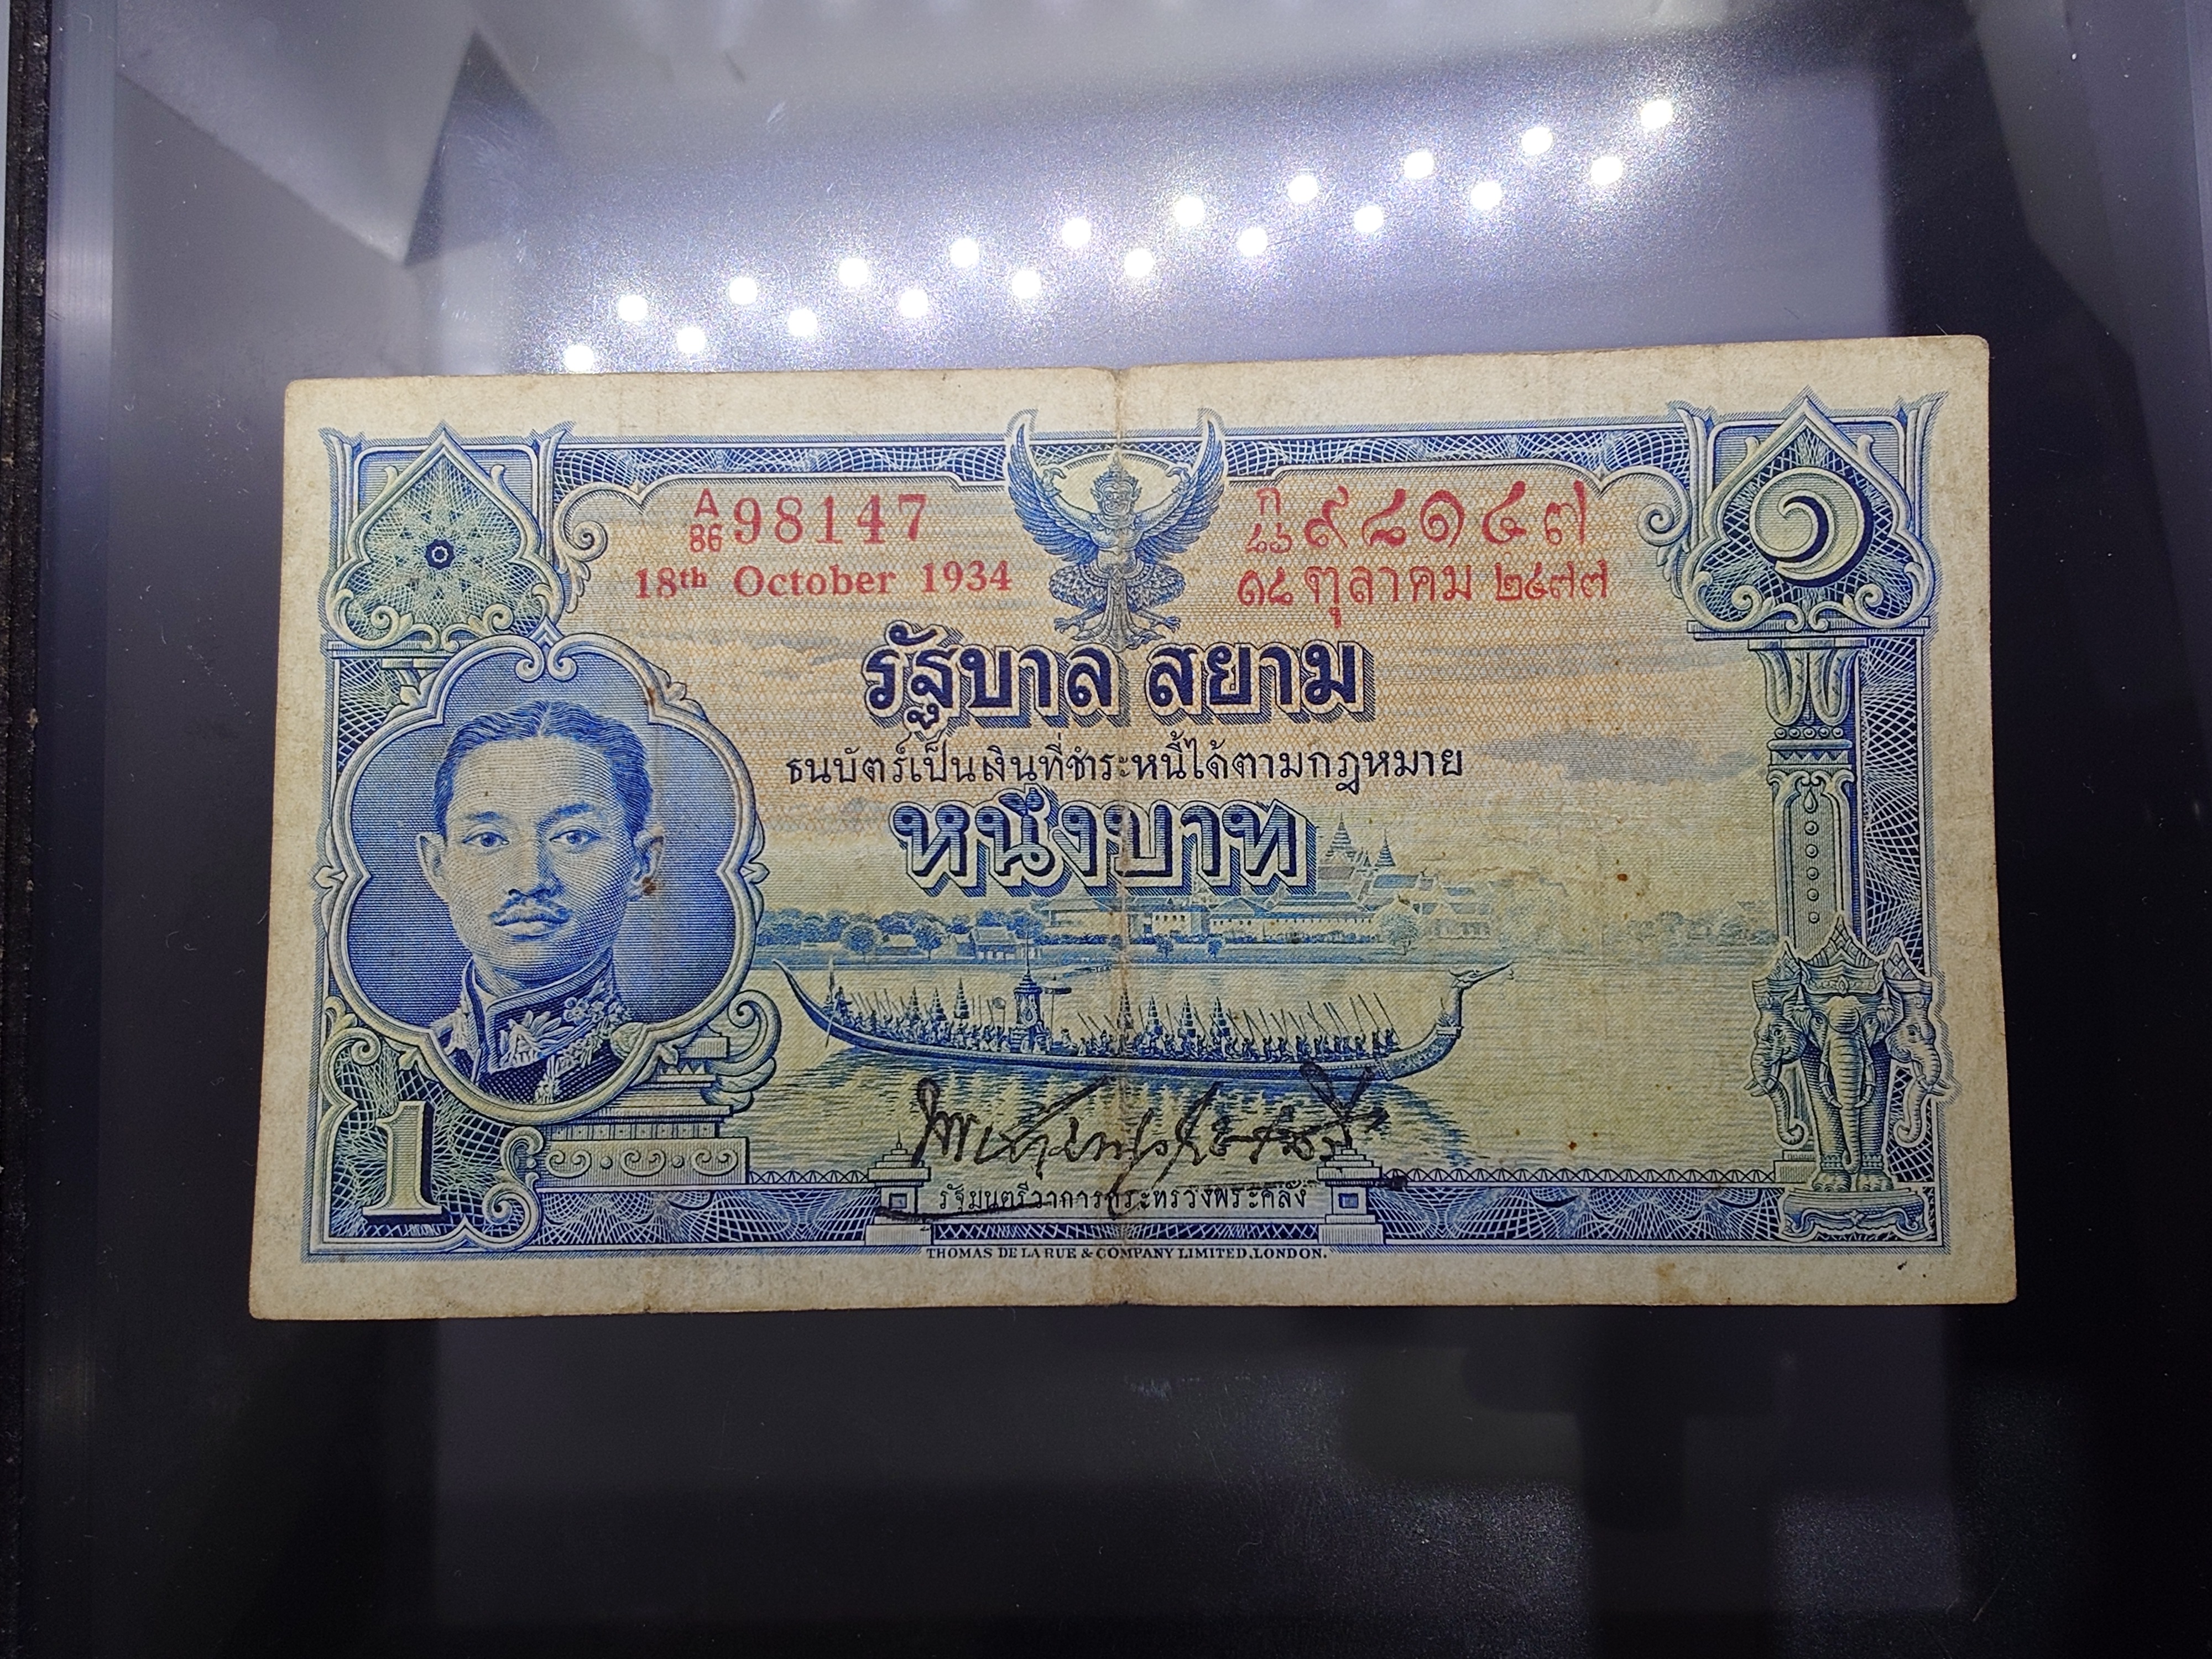 A
86 98147
ก
๘๖ ๙๘๑๔๗
18th October 1934
๑๘ ตุลาคม ๒๔๗๗
๑
รัฐบาล สยาม
ธนบัตร์เป็นเงินที่ชำระหนี้ได้ตามกฎหมาย
หนึ่งบาท
1
รัฐมนตรีว่าการกระทรวงพระคลัง
THOMAS DE LA RUE & COMPANY LIMITED, LONDON.